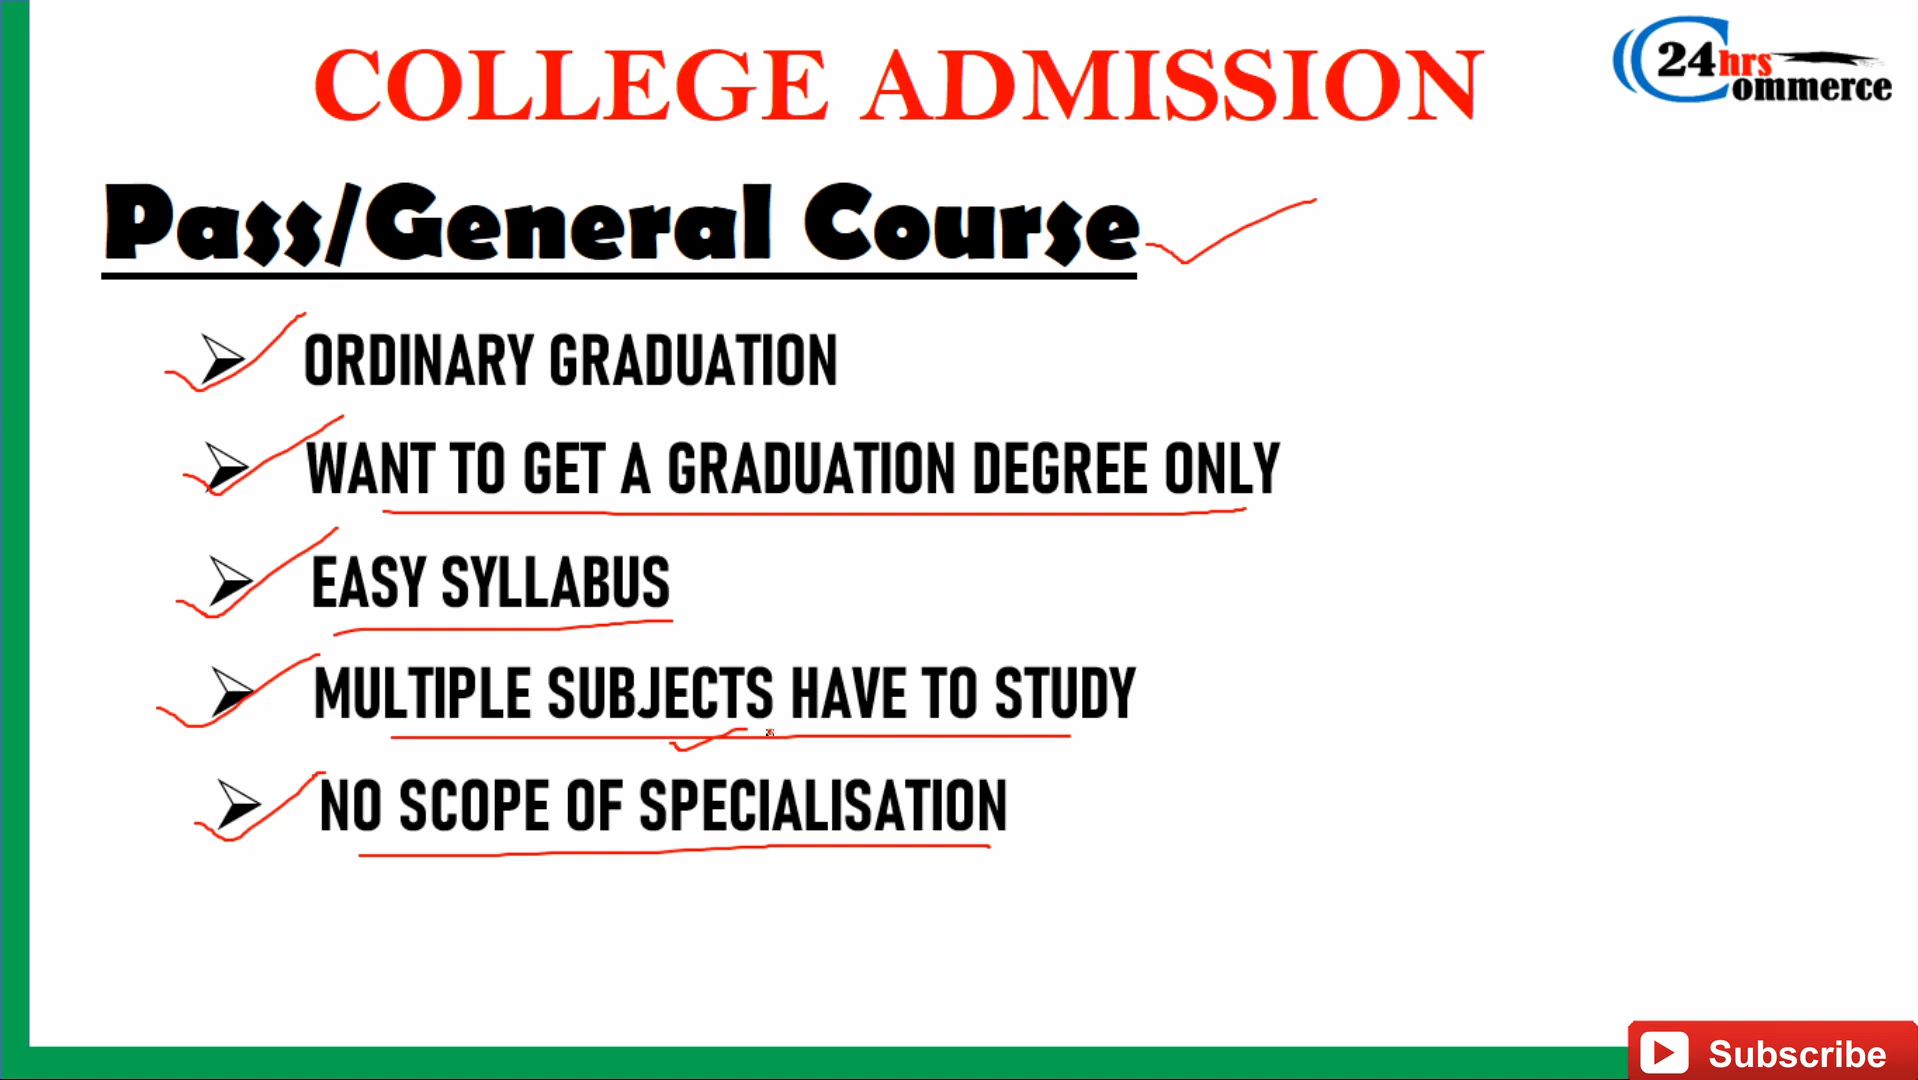 COLLEGE ADMISSION
24hrs
Commerce
Pass/General Course
ORDINARY GRADUATION
WANT TO GET A GRADUATION DEGREE ONLY
EASY SYLLABUS
MULTIPLE SUBJECTS HAVE TO STUDY
NO SCOPE OF SPECIALISATION
Subscribe